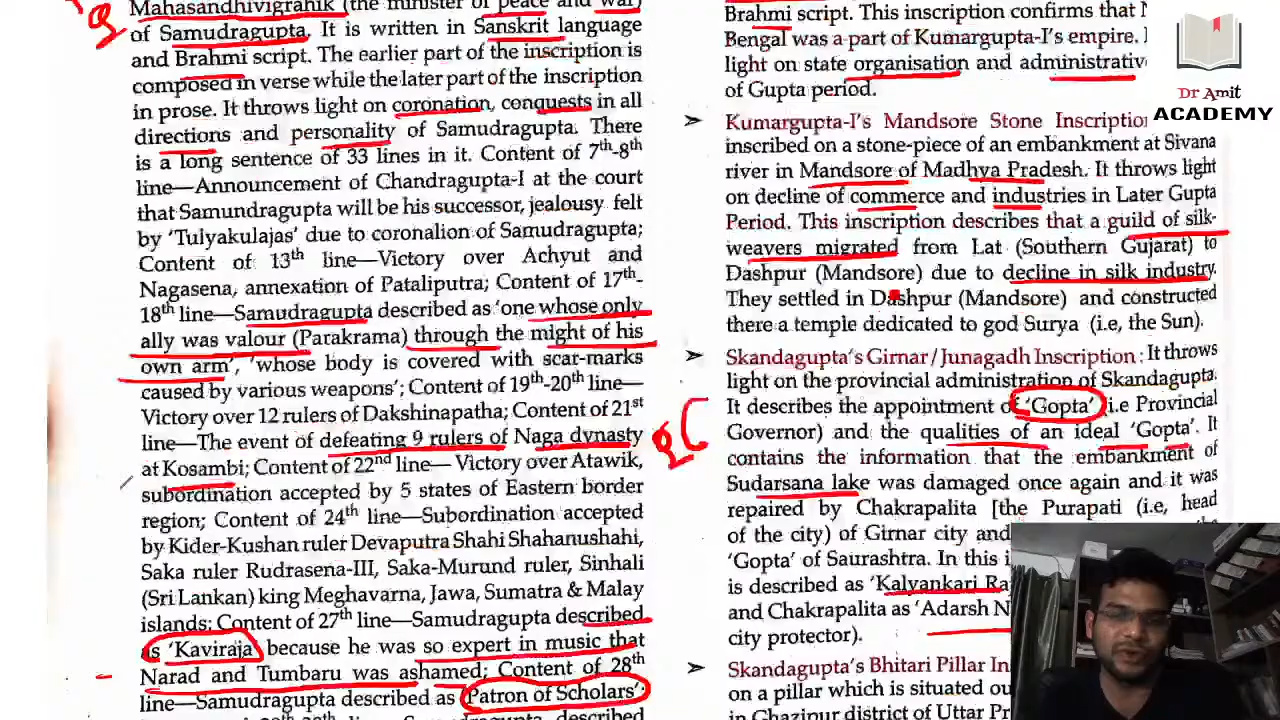 Mahasandhivigrahik (the minister of peace and war)
of Samudragupta. It is written in Sanskrit language
and Brahmi script. The earlier part of the inscription is
composed in verse while the later part of the inscription
in prose. It throws light on coronation, conquests in all
directions and personality of Samudragupta. There
is a long sentence of 33 lines in it. Content of 7th-8th
line—Announcement of Chandragupta-I at the court
that Samundragupta will be his successor, jealousy felt
by 'Tulyakulajas' due to coronalion of Samudragupta;
Content of 13th line—Victory over Achyut and
Nagasena, annexation of Pataliputra; Content of 17th-
18th line—Samudragupta described as 'one whose only
ally was valour (Parakrama) through the might of his
own arm', 'whose body is covered with scar-marks
caused by various weapons'; Content of 19th-20th line—
Victory over 12 rulers of Dakshinapatha; Content of 21st
line—The event of defeating 9 rulers of Naga dynasty
at Kosambi; Content of 22nd line— Victory over Atawik,
subordination accepted by 5 states of Eastern border
region; Content of 24th line—Subordination accepted
by Kider-Kushan ruler Devaputra Shahi Shahanushahi,
Saka ruler Rudrasena-III, Saka-Murund ruler, Sinhali
(Sri Lankan) king Meghavarna, Jawa, Sumatra & Malay
islands; Content of 27th line—Samudragupta described
as 'Kaviraja' because he was so expert in music that
Narad and Tumbaru was ashamed; Content of 28th
line—Samudragupta described as 'Patron of Scholars';
Brahmi script. This inscription confirms that
Bengal was a part of Kumargupta-I's empire.
light on state organisation and administrativ
of Gupta period.
➤ Kumargupta-I's Mandsore Stone Inscriptio
inscribed on a stone-piece of an embankment at Sivana
river in Mandsore of Madhya Pradesh. It throws light
on decline of commerce and industries in Later Gupta
Period. This inscription describes that a guild of silk-
weavers migrated from Lat (Southern Gujarat) to
Dashpur (Mandsore) due to decline in silk industry.
They settled in Dashpur (Mandsore) and constructed
there a temple dedicated to god Surya (i.e, the Sun).
➤ Skandagupta's Girnar/Junagadh Inscription : It throws
light on the provincial administration of Skandagupta.
It describes the appointment of 'Gopta' (i.e Provincial
Governor) and the qualities of an ideal 'Gopta'. It
contains the information that the embankment of
Sudarsana lake was damaged once again and it was
repaired by Chakrapalita [the Purapati (i.e, head
of the city) of Girnar city and
'Gopta' of Saurashtra. In this i
is described as 'Kalyankari Ra
and Chakrapalita as 'Adarsh N
city protector).
➤ Skandagupta's Bhitari Pillar In
on a pillar which is situated ou
in Ghazipur district of Uttar Pr
Dr Amit
ACADEMY